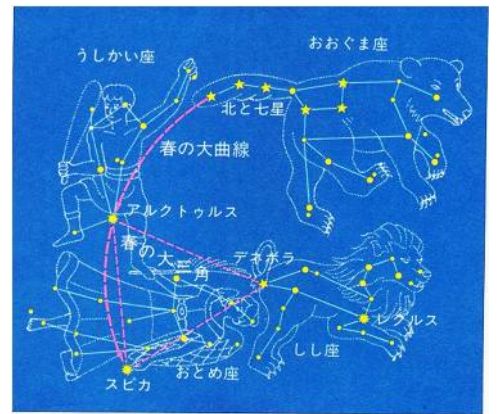 おおぐま座
うしかい座
北と七星
春の大曲線
アルクトゥルス
春の大三角
デネボラ
レグルス
しし座
おとめ座
スピカ